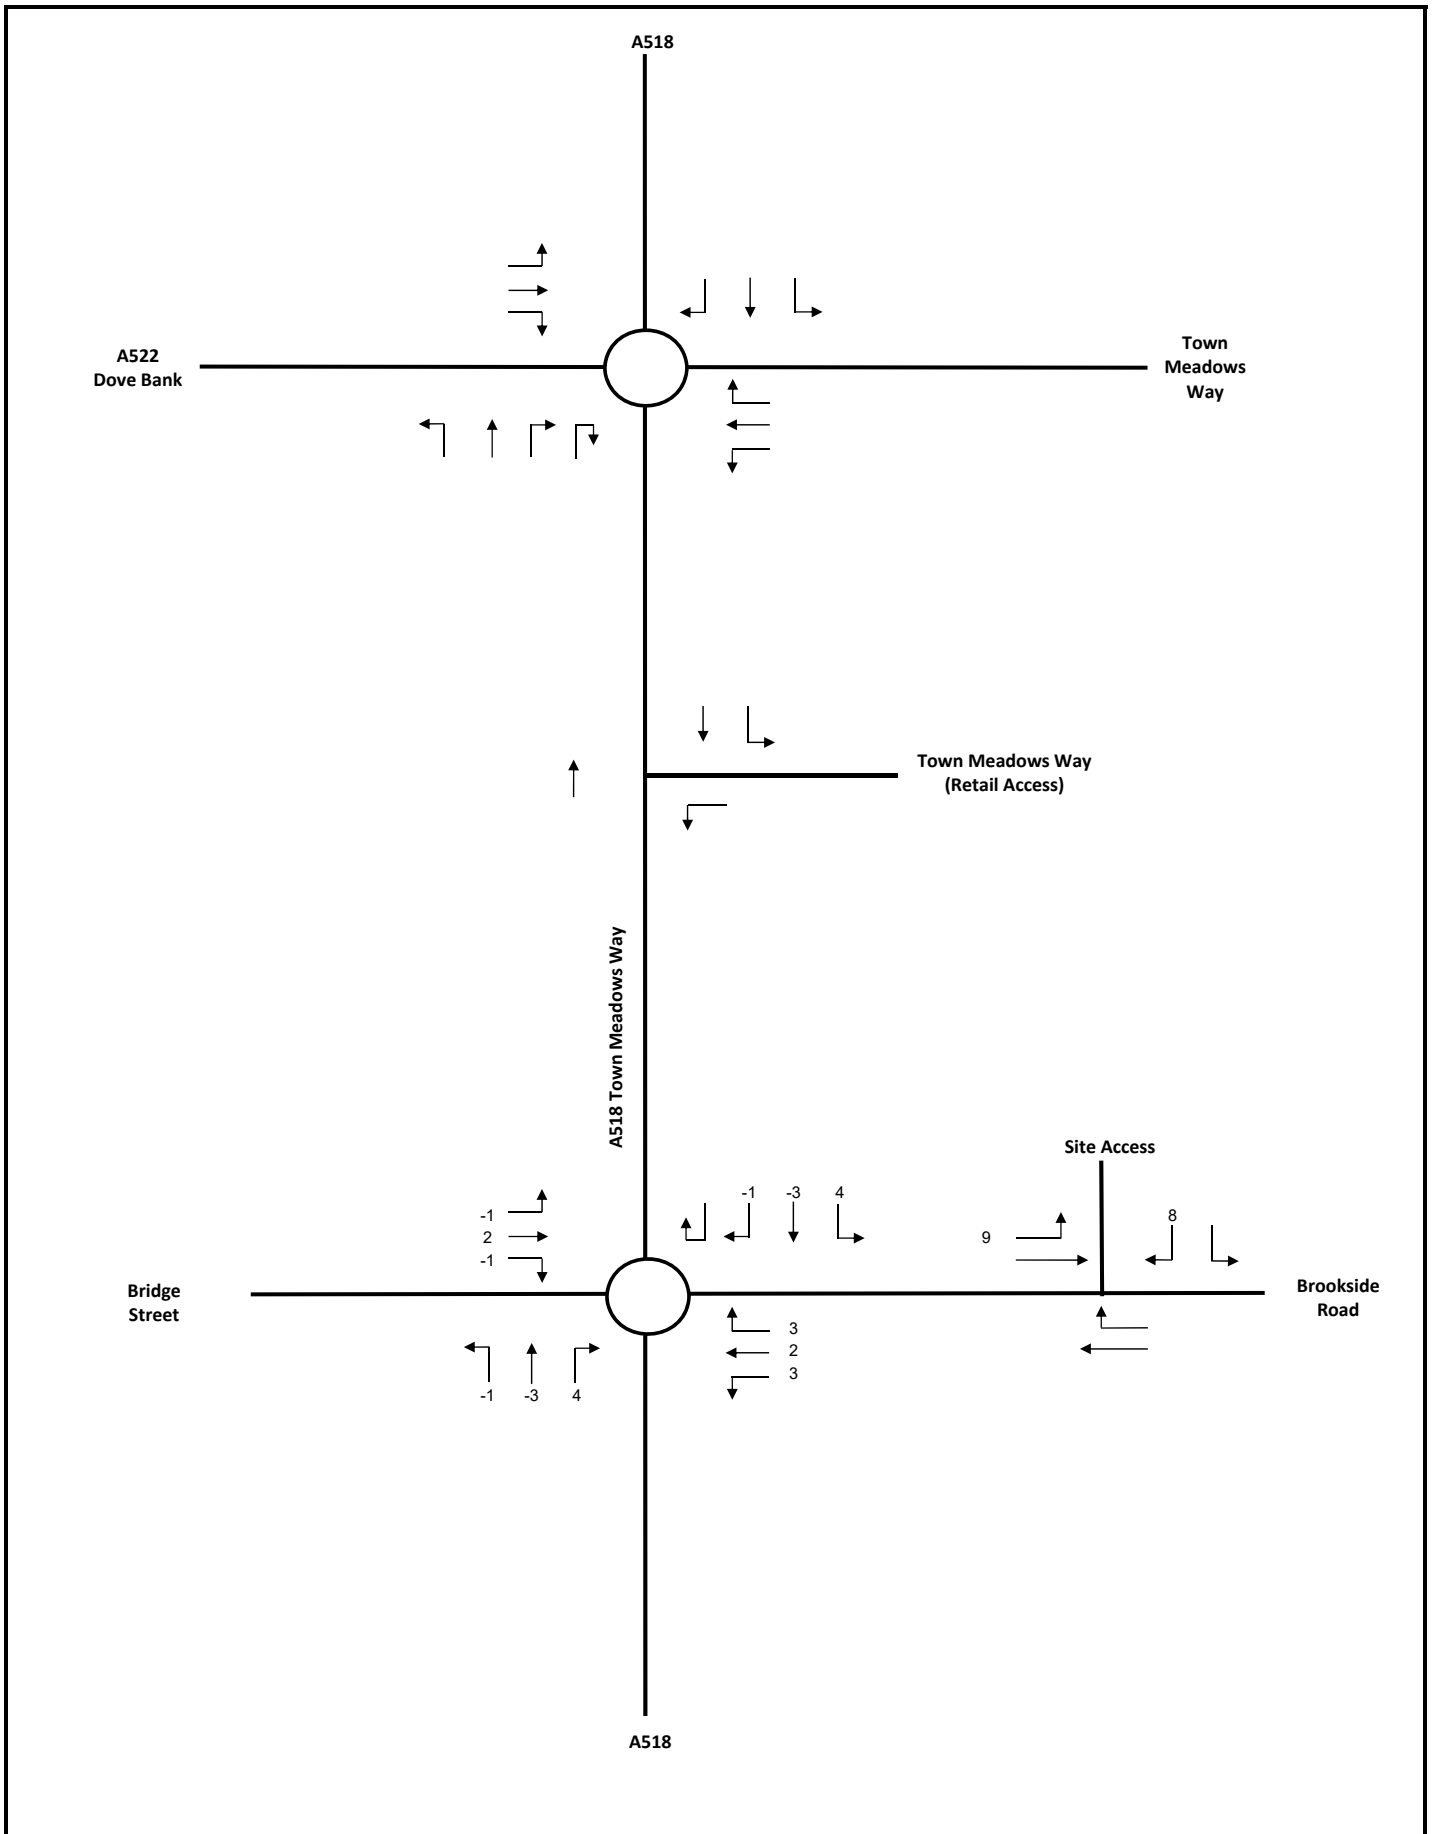 A518
A522
Dove Bank
Town
Meadows
Way
Town Meadows Way
(Retail Access)
A518 Town Meadows Way
Site Access
-1
2
-1
-1 -3 4
9
8
Bridge
Street
Brookside
Road
3
2
3
-1 -3 4
A518